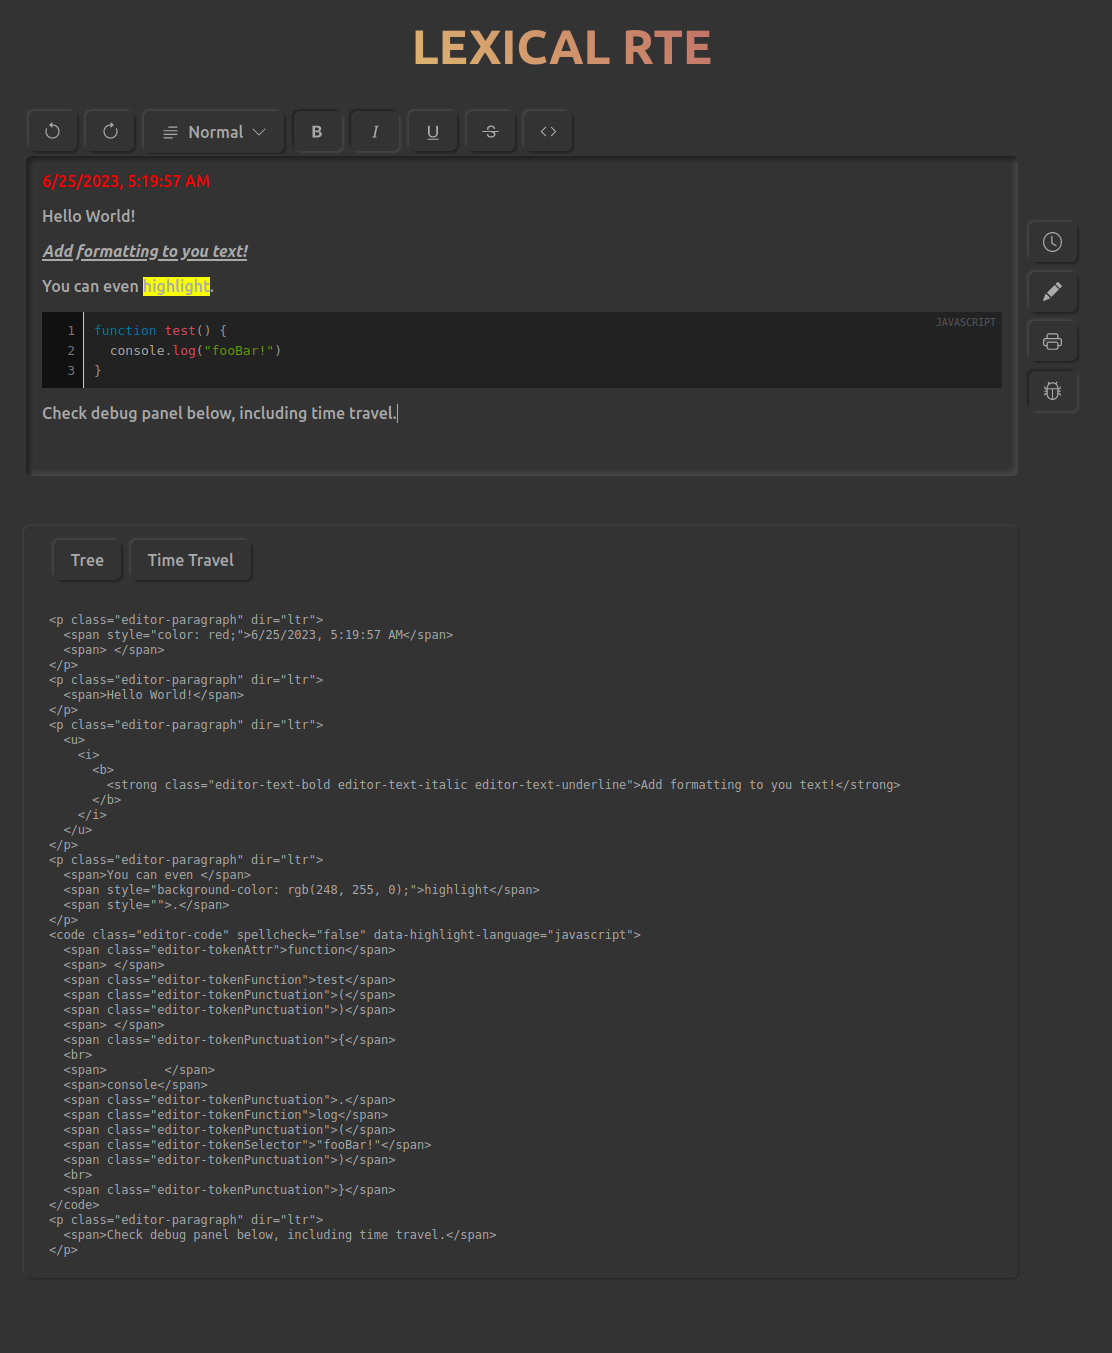 LEXICAL RTE
Normal B I U S <>
6/25/2023, 5:19:57 AM
Hello World!
Add formatting to you text!
You can even highlight.
JAVASCRIPT
1 function test() {
2   console.log("fooBar!")
3 }
Check debug panel below, including time travel.
Tree Time Travel
<p class="editor-paragraph" dir="ltr">
  <span style="color: red;">6/25/2023, 5:19:57 AM</span>
  <span> </span>
</p>
<p class="editor-paragraph" dir="ltr">
  <span>Hello World!</span>
</p>
<p class="editor-paragraph" dir="ltr">
  <u>
    <i>
      <b>
        <strong class="editor-text-bold editor-text-italic editor-text-underline">Add formatting to you text!</strong>
      </b>
    </i>
  </u>
</p>
<p class="editor-paragraph" dir="ltr">
  <span>You can even </span>
  <span style="background-color: rgb(248, 255, 0);">highlight</span>
  <span style="">.</span>
</p>
<code class="editor-code" spellcheck="false" data-highlight-language="javascript">
  <span class="editor-tokenAttr">function</span>
  <span> </span>
  <span class="editor-tokenFunction">test</span>
  <span class="editor-tokenPunctuation">(</span>
  <span class="editor-tokenPunctuation">)</span>
  <span> </span>
  <span class="editor-tokenPunctuation">{</span>
  <br>
  <span>        </span>
  <span>console</span>
  <span class="editor-tokenPunctuation">.</span>
  <span class="editor-tokenFunction">log</span>
  <span class="editor-tokenPunctuation">(</span>
  <span class="editor-tokenSelector">"fooBar!"</span>
  <span class="editor-tokenPunctuation">)</span>
  <br>
  <span class="editor-tokenPunctuation">}</span>
</code>
<p class="editor-paragraph" dir="ltr">
  <span>Check debug panel below, including time travel.</span>
</p>